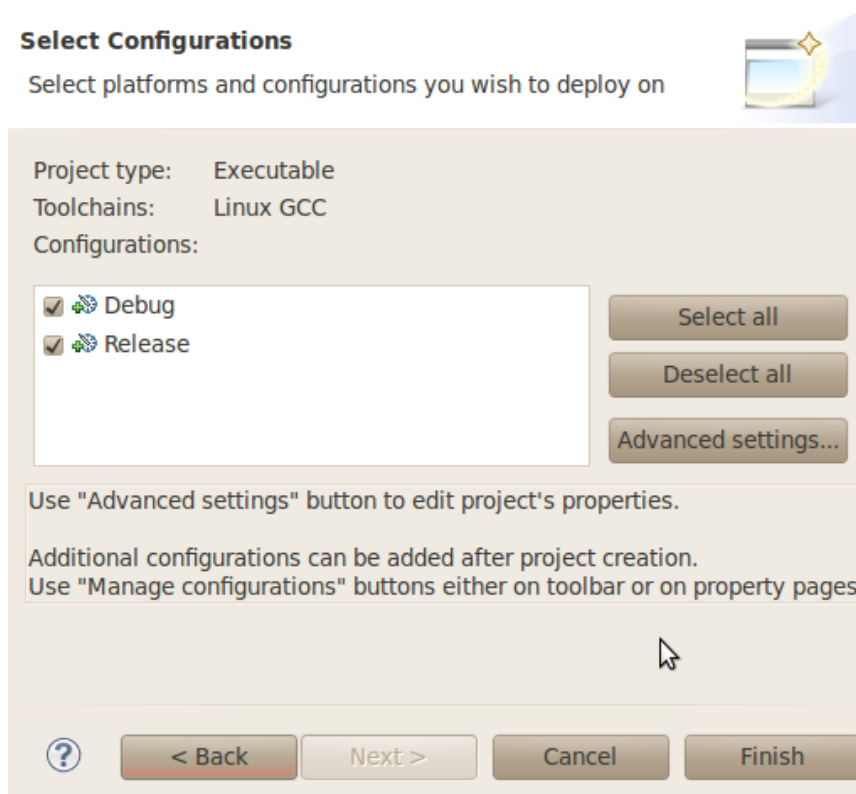 Select Configurations
Select platforms and configurations you wish to deploy on
Project type: Executable
Toolchains: Linux GCC
Configurations:
Debug
Release
Select all
Deselect all
Advanced settings...
Use "Advanced settings" button to edit project's properties.
Additional configurations can be added after project creation.
Use "Manage configurations" buttons either on toolbar or on property pages
?
< Back
Next >
Cancel
Finish